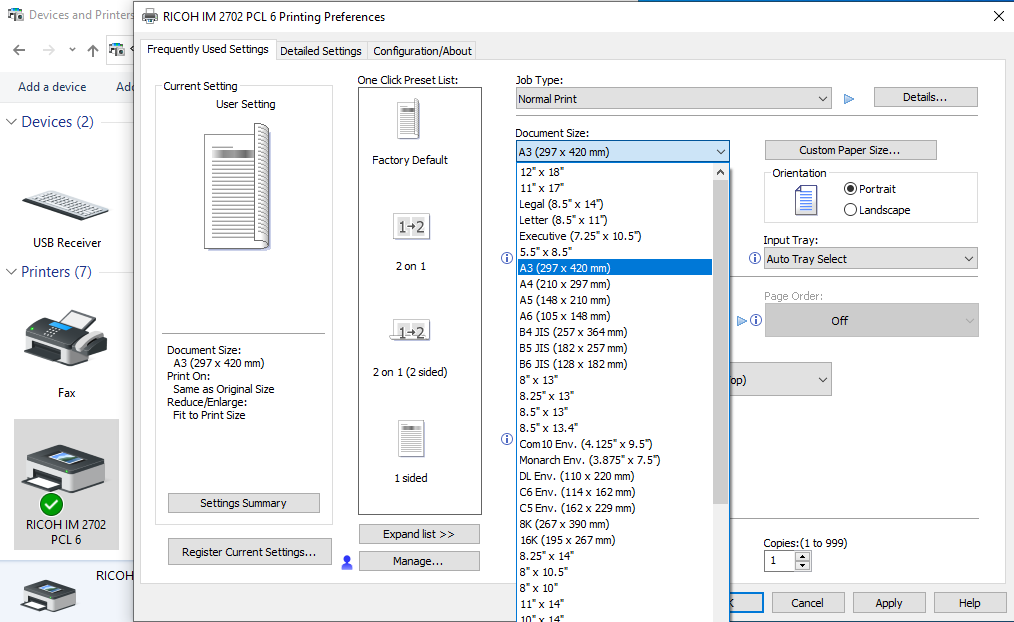 Devices and Printers
RICOH IM 2702 PCL 6 Printing Preferences
Frequently Used Settings
Detailed Settings
Configuration/About
Add a device
Devices (2)
USB Receiver
Printers (7)
Fax
RICOH IM 2702
PCL 6
RICOH
Current Setting
User Setting
Document Size:
A3 (297 x 420 mm)
Print On:
Same as Original Size
Reduce/Enlarge:
Fit to Print Size
Settings Summary
Register Current Settings...
One Click Preset List:
Factory Default
1→2
2 on 1
1→2
2 on 1 (2 sided)
1 sided
Expand list >>
Manage...
Job Type:
Normal Print
Details...
Document Size:
A3 (297 x 420 mm)
12" x 18"
11" x 17"
Legal (8.5" x 14")
Letter (8.5" x 11")
Executive (7.25" x 10.5")
5.5" x 8.5"
A3 (297 x 420 mm)
A4 (210 x 297 mm)
A5 (148 x 210 mm)
A6 (105 x 148 mm)
B4 JIS (257 x 364 mm)
B5 JIS (182 x 257 mm)
B6 JIS (128 x 182 mm)
8" x 13"
8.25" x 13"
8.5" x 13"
8.5" x 13.4"
Com10 Env. (4.125" x 9.5")
Monarch Env. (3.875" x 7.5")
DL Env. (110 x 220 mm)
C6 Env. (114 x 162 mm)
C5 Env. (162 x 229 mm)
8K (267 x 390 mm)
16K (195 x 267 mm)
8.25" x 14"
8" x 10.5"
8" x 10"
11" x 14"
10" x 14"
Custom Paper Size...
Orientation
Portrait
Landscape
Input Tray:
Auto Tray Select
Page Order:
Off
Copies:(1 to 999)
1
Cancel
Apply
Help